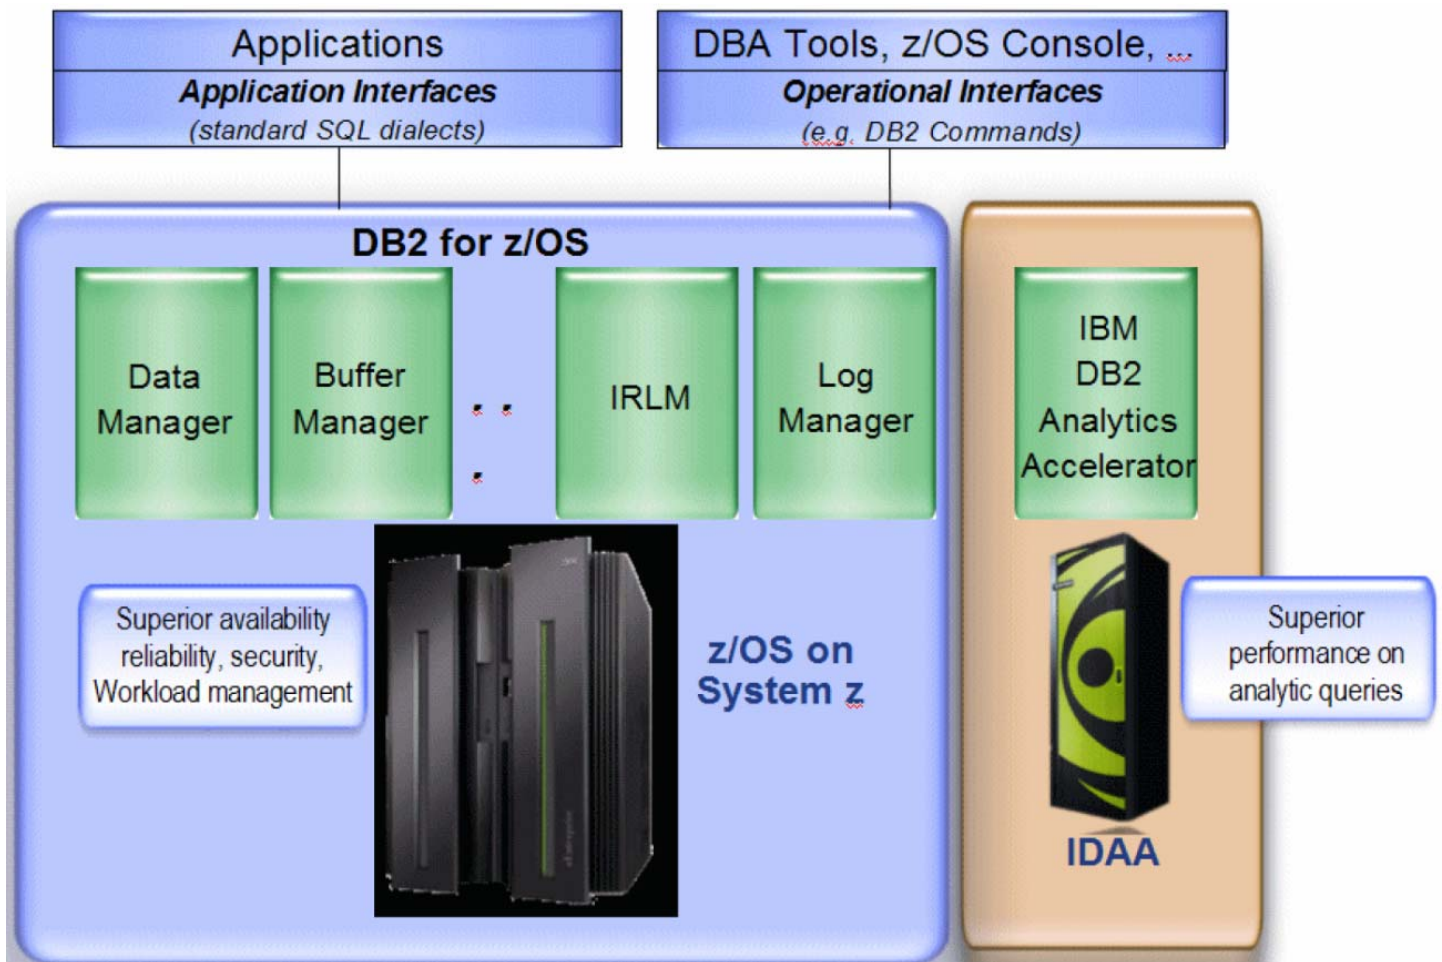 Applications
Application Interfaces
(standard SQL dialects)
DBA Tools, z/OS Console, ...
Operational Interfaces
(e.g. DB2 Commands)
DB2 for z/OS
Data
Manager
Buffer
Manager
. .
.
IRLM
Log
Manager
IBM
DB2
Analytics
Accelerator
Superior availability
reliability, security,
Workload management
z/OS on
System z
Superior
performance on
analytic queries
IDAA